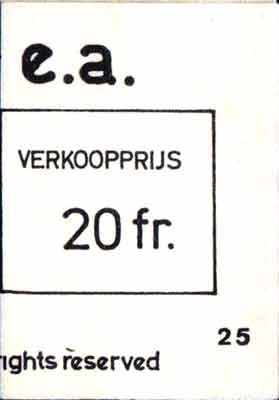 e.a.
VERKOOPPRIJS
20 fr.
25
ights reserved